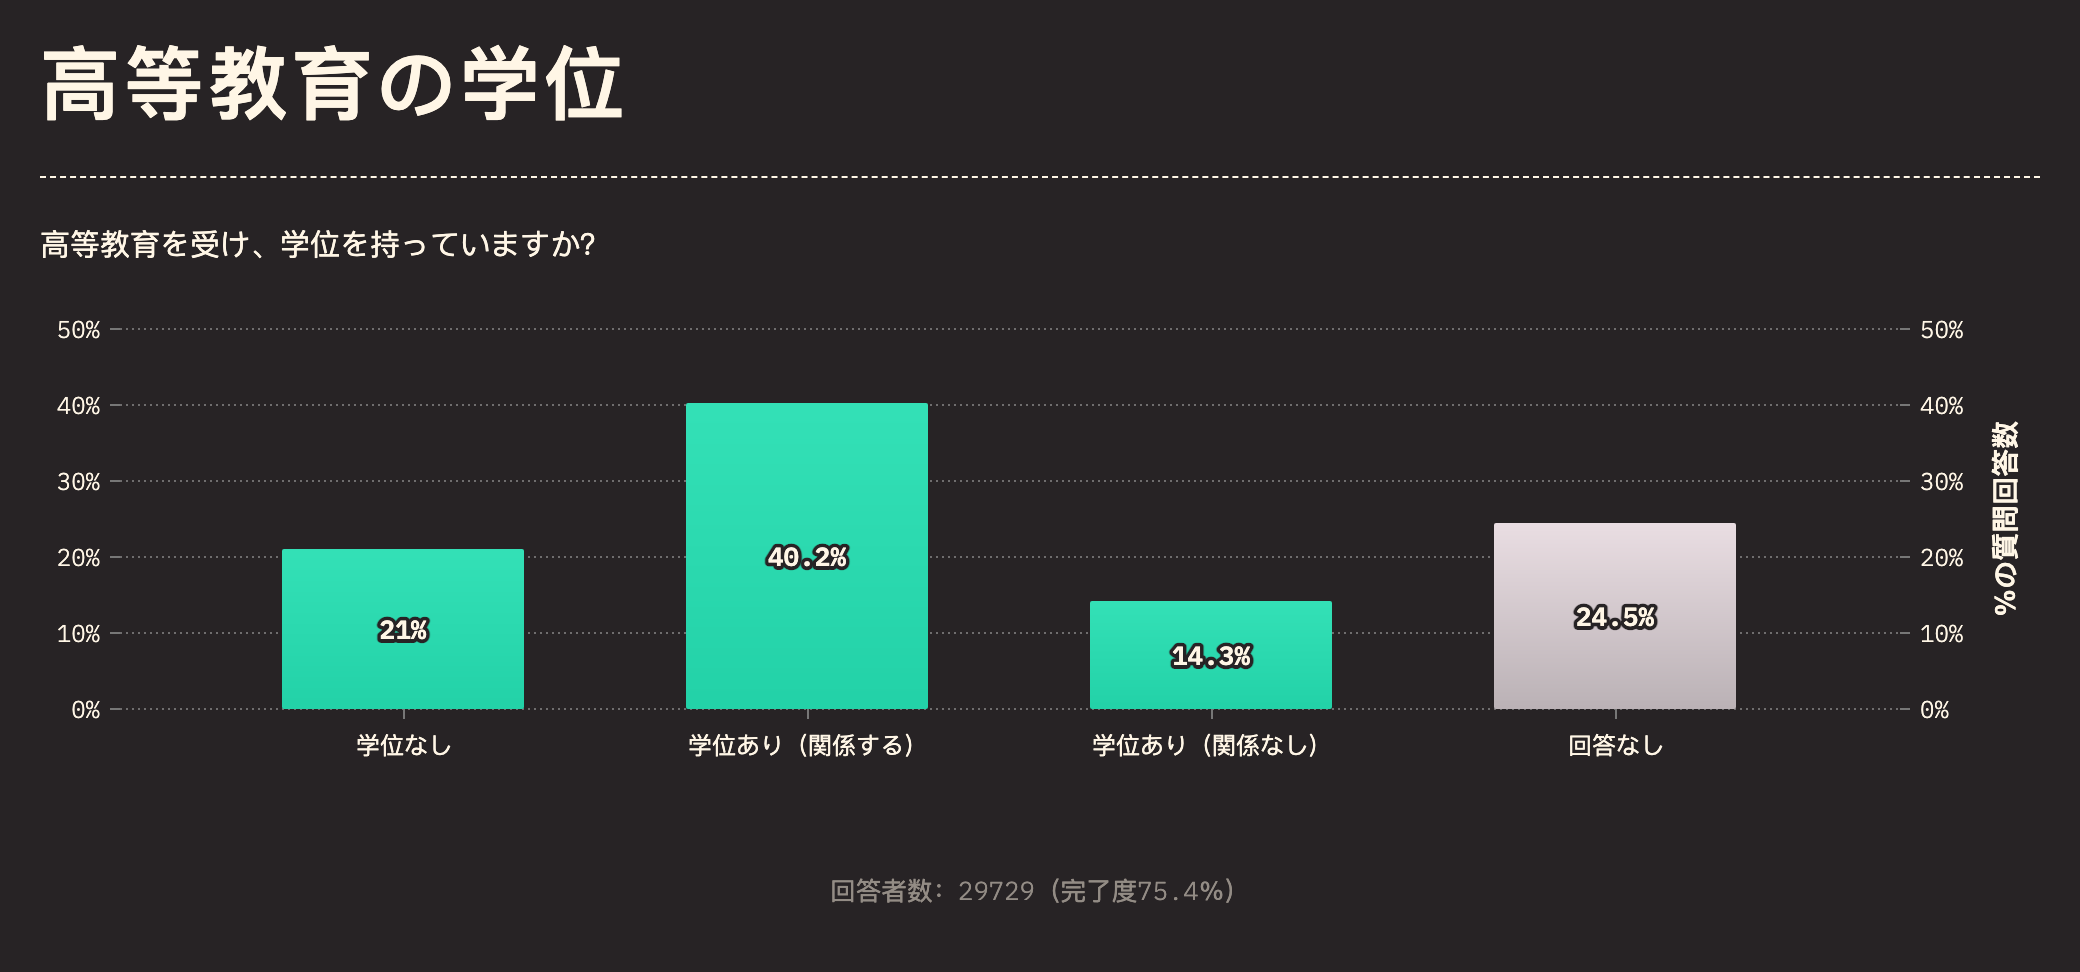 高等教育の学位
高等教育を受け、学位を持っていますか?
50% 50%
40% 40%
30% 30%
20% 20%
10% 10%
0% 0%
21%
40.2%
14.3%
24.5%
%の質問回答数
学位なし
学位あり（関係する）
学位あり（関係なし）
回答なし
回答者数：29729（完了度75.4%）